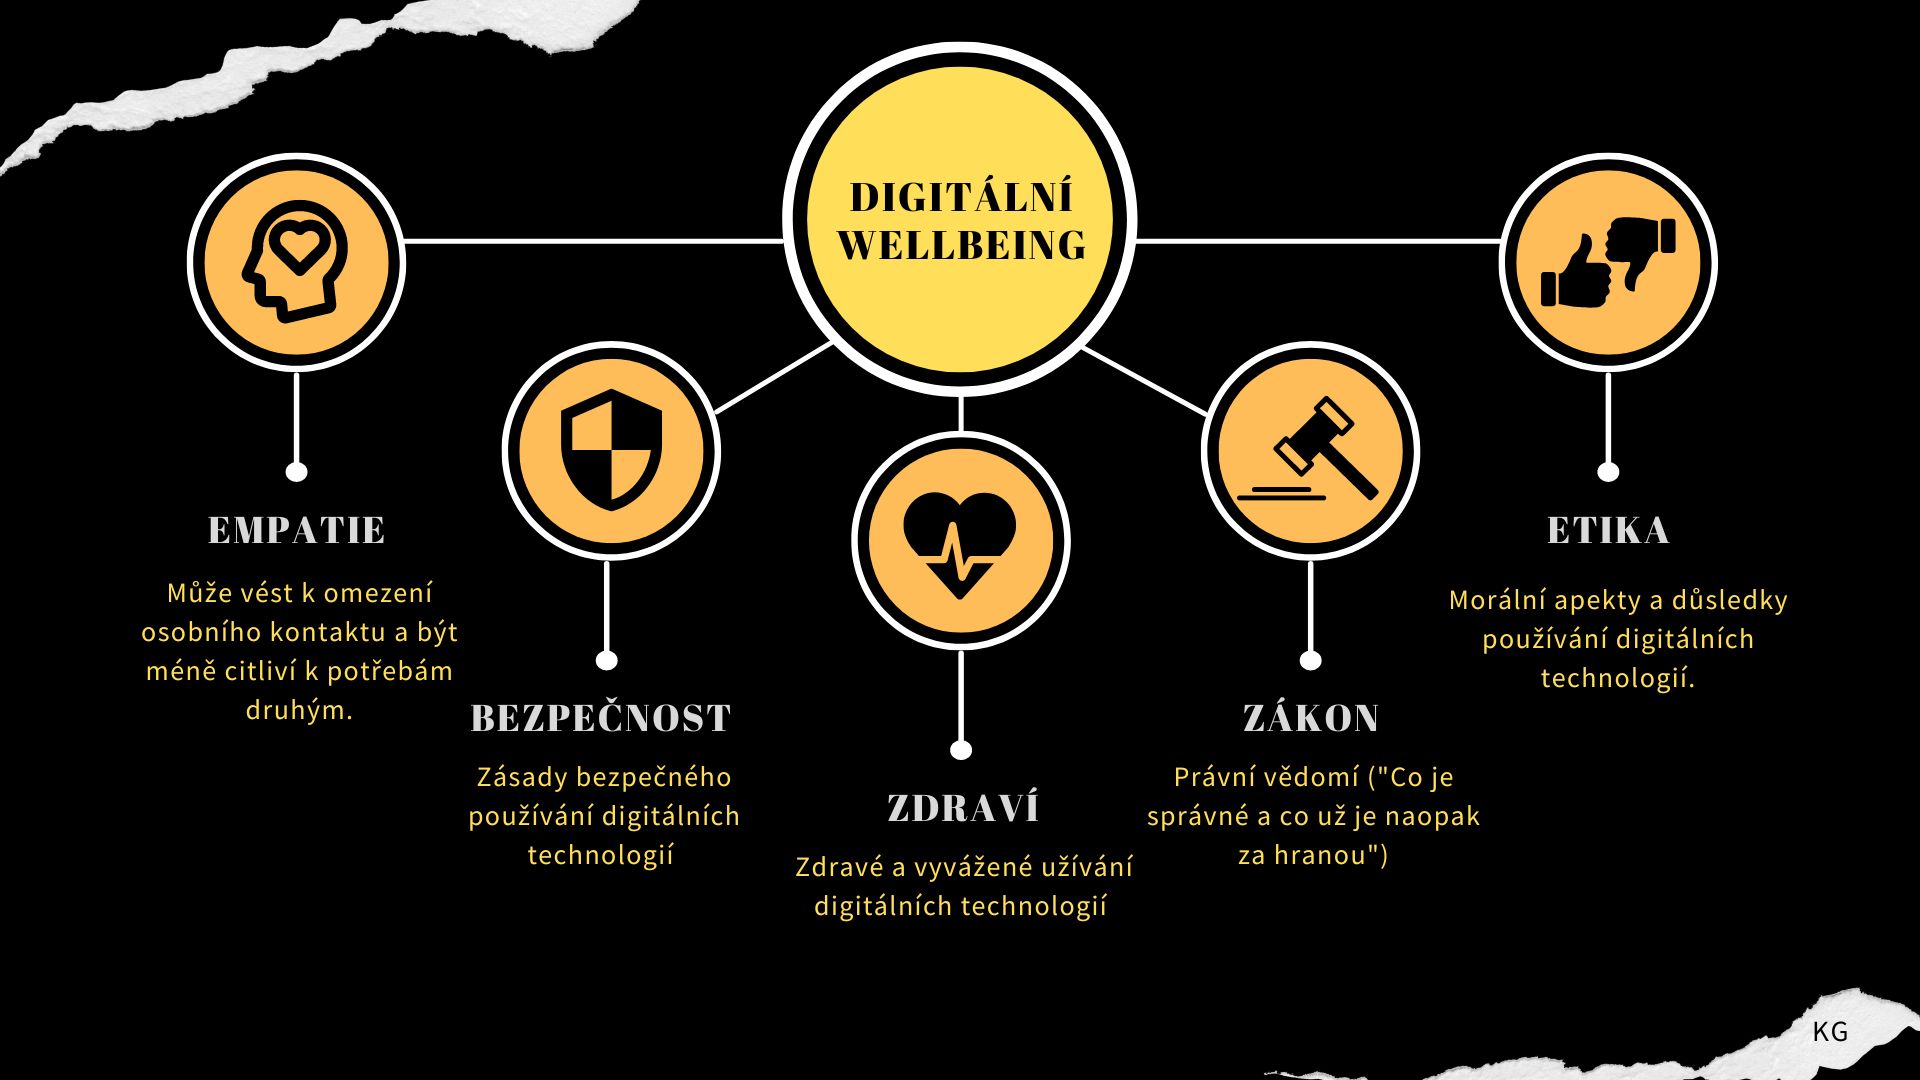 DIGITÁLNÍ
WELLBEING
EMPATIE
Může vést k omezení
osobního kontaktu a být
méně citliví k potřebám
druhým.
BEZPEČNOST
Zásady bezpečného
používání digitálních
technologií
ZDRAVÍ
Zdravé a vyvážené užívání
digitálních technologií
ZÁKON
Právní vědomí ("Co je
správné a co už je naopak
za hranou")
ETIKA
Morální apekty a důsledky
používání digitálních
technologií.
KG